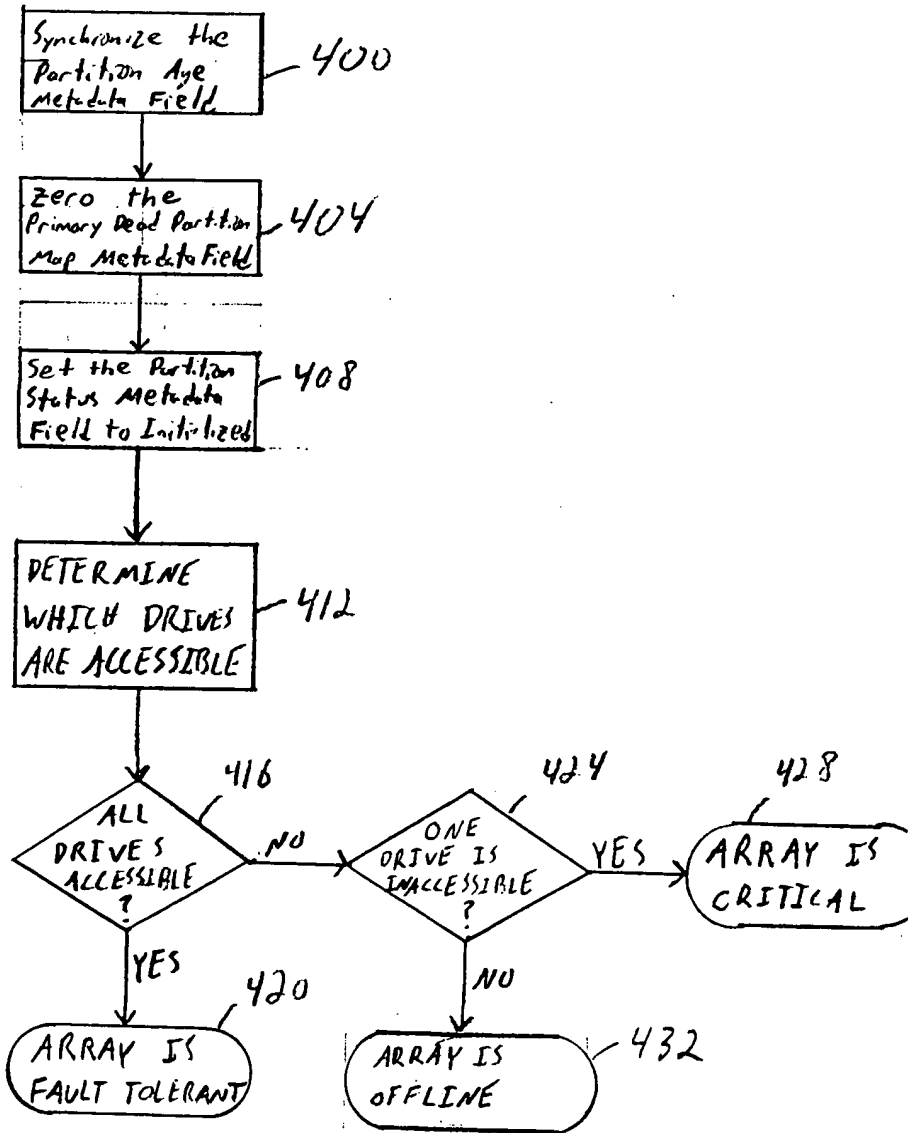 Synchronize the
Partition Age
Metadata Field
400
Zero the
Primary Dead Partition
Map Metadata Field
404
Set the Partition
Status Metadata
Field to Initilized
408
DETERMINE
WHICH DRIVES
ARE ACCESSIBLE
412
ALL
DRIVES
ACCESSIBLE
?
416
NO
ONE
DRIVE IS
INACCESSIBLE
?
424
YES
ARRAY IS
CRITICAL
428
YES
ARRAY IS
FAULT TOLERANT
420
NO
ARRAY IS
OFFLINE
432